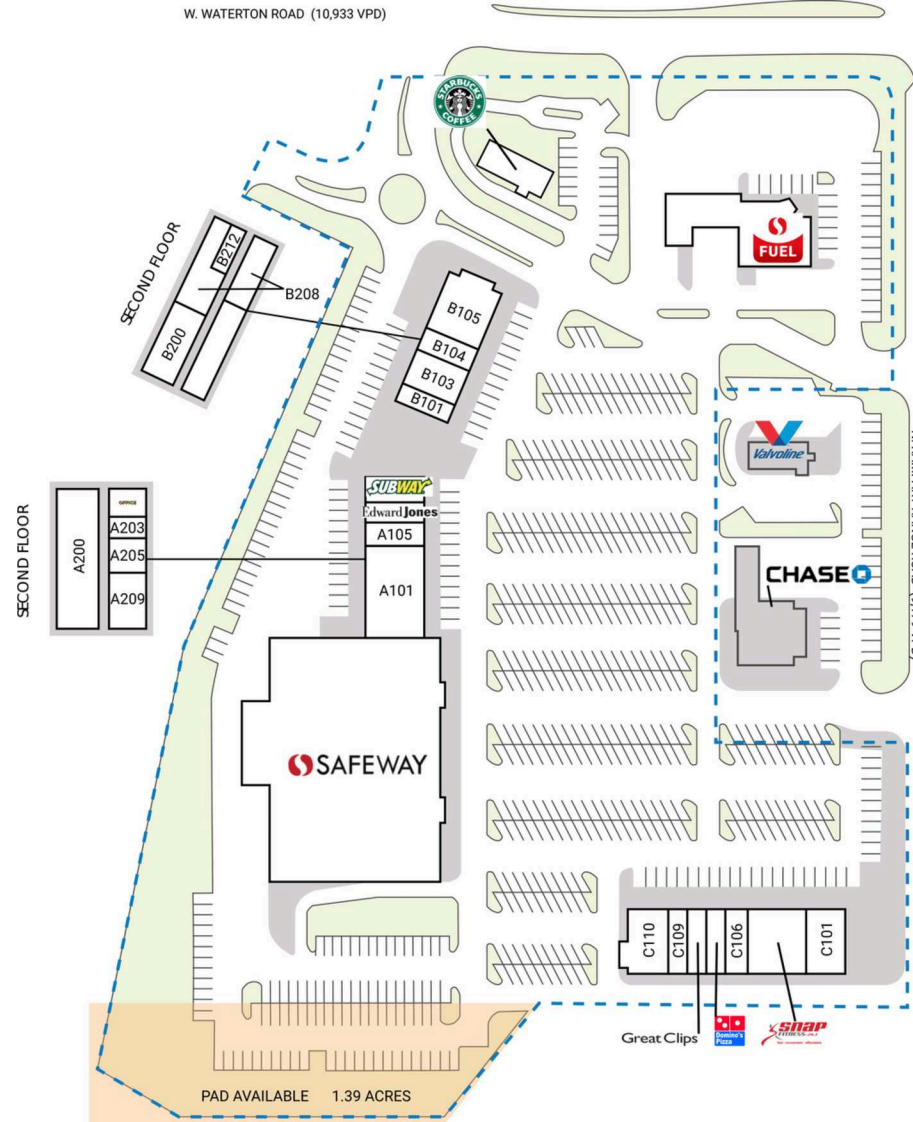 W. WATERTON ROAD (10,933 VPD)
STARBUCKS
COFFEE
FUEL
SECOND FLOOR
B212
B208
B200
B105
B104
B103
B101
Valvoline
SUBWAY
Edward Jones
A105
A101
SECOND FLOOR
A200
OFFICE
A203
A205
A209
CHASE
SAFEWAY
C110
C109
C106
C101
Great Clips
Domino's
Pizza
snap
FITNESS 24-7
PAD AVAILABLE 1.39 ACRES